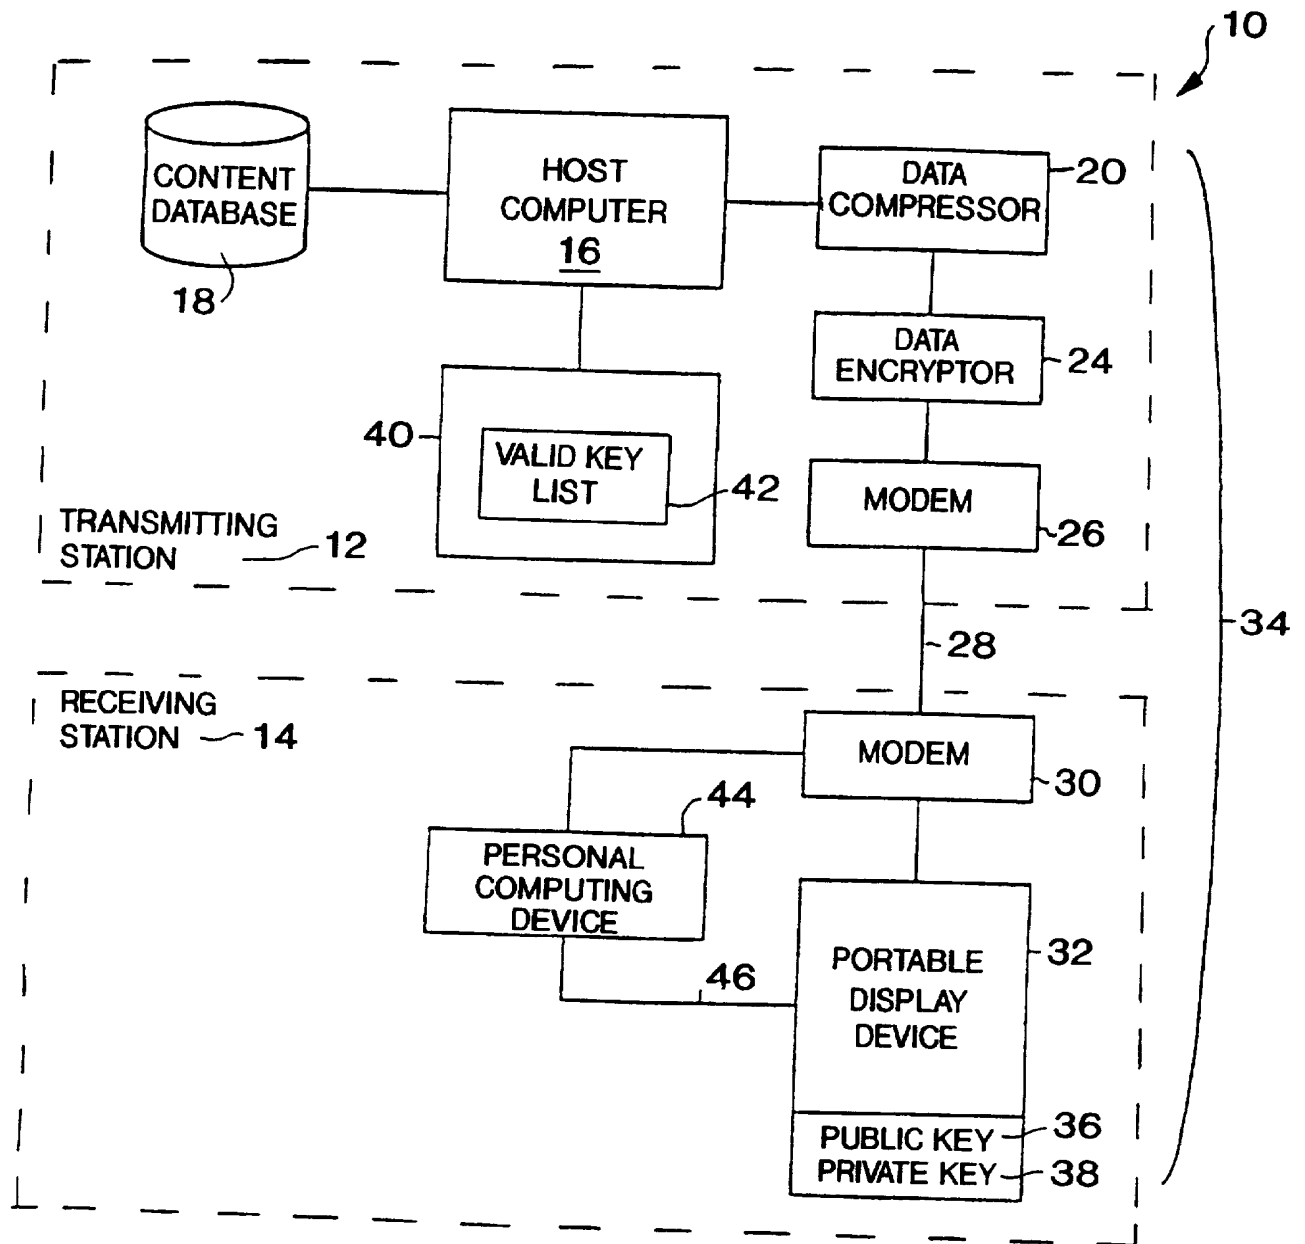 10
CONTENT
DATABASE
18
HOST
COMPUTER
16
DATA
COMPRESSOR
20
DATA
ENCRYPTOR
24
40
VALID KEY
LIST
42
MODEM
26
TRANSMITTING
STATION
12
28
34
RECEIVING
STATION
14
MODEM
30
44
PERSONAL
COMPUTING
DEVICE
46
PORTABLE
DISPLAY
DEVICE
32
PUBLIC KEY
36
PRIVATE KEY
38